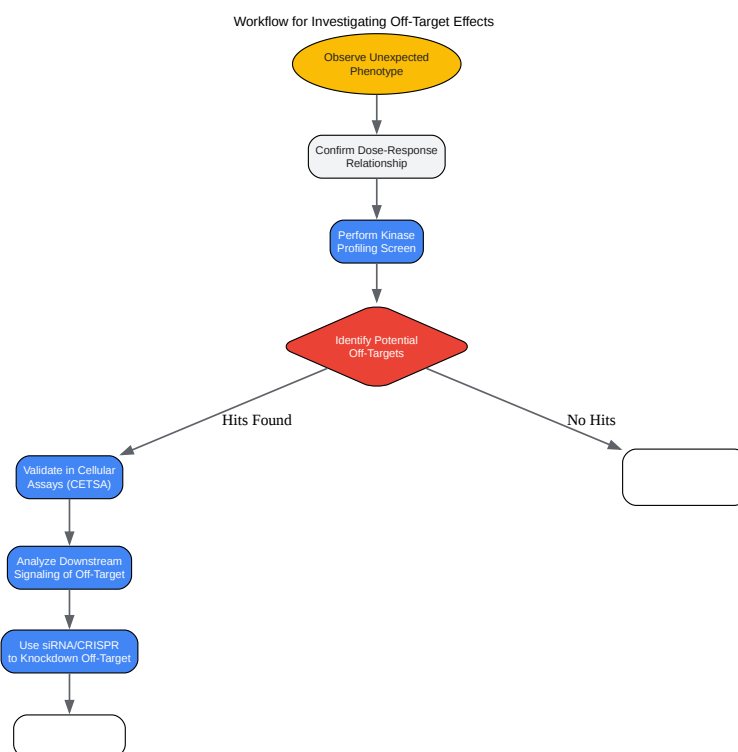 Workflow for Investigating Off-Target Effects
Observe Unexpected
Phenotype
Confirm Dose-Response
Relationship
Perform Kinase
Profiling Screen
Identify Potential
Off-Targets
Hits Found
No Hits
Validate in Cellular
Assays (CETSA)
Analyze Downstream
Signaling of Off-Target
Use siRNA/CRISPR
to Knockdown Off-Target